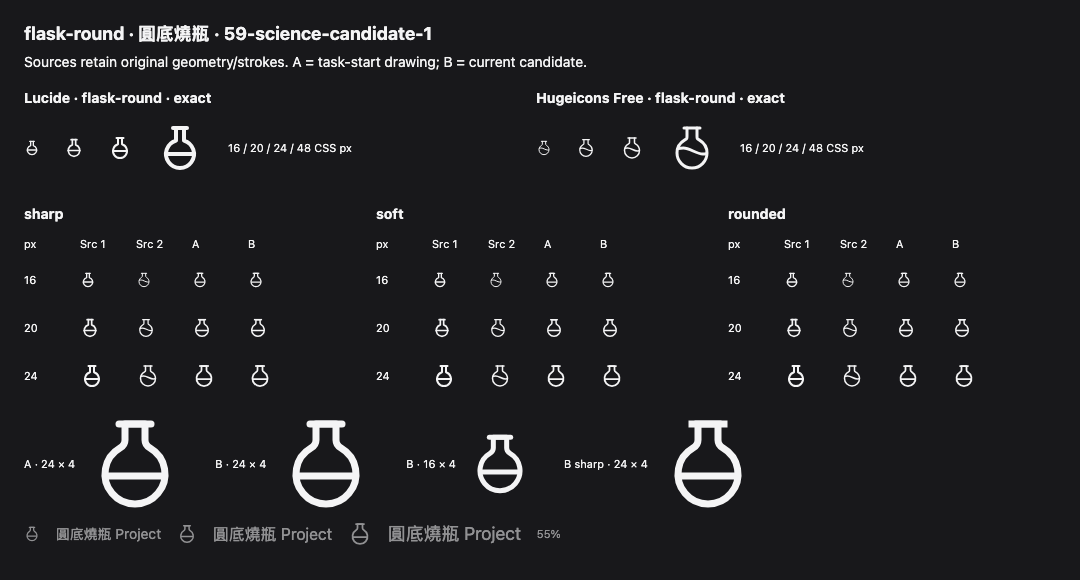 flask-round · 圓底燒瓶 · 59-science-candidate-1
Sources retain original geometry/strokes. A = task-start drawing; B = current candidate.
Lucide · flask-round · exact
16 / 20 / 24 / 48 CSS px
Hugeicons Free · flask-round · exact
16 / 20 / 24 / 48 CSS px
sharp
px Src 1 Src 2 A B
16
20
24
soft
px Src 1 Src 2 A B
16
20
24
rounded
px Src 1 Src 2 A B
16
20
24
A · 24 × 4
B · 24 × 4
B · 16 × 4
B sharp · 24 × 4
圓底燒瓶 Project 圓底燒瓶 Project 圓底燒瓶 Project 55%